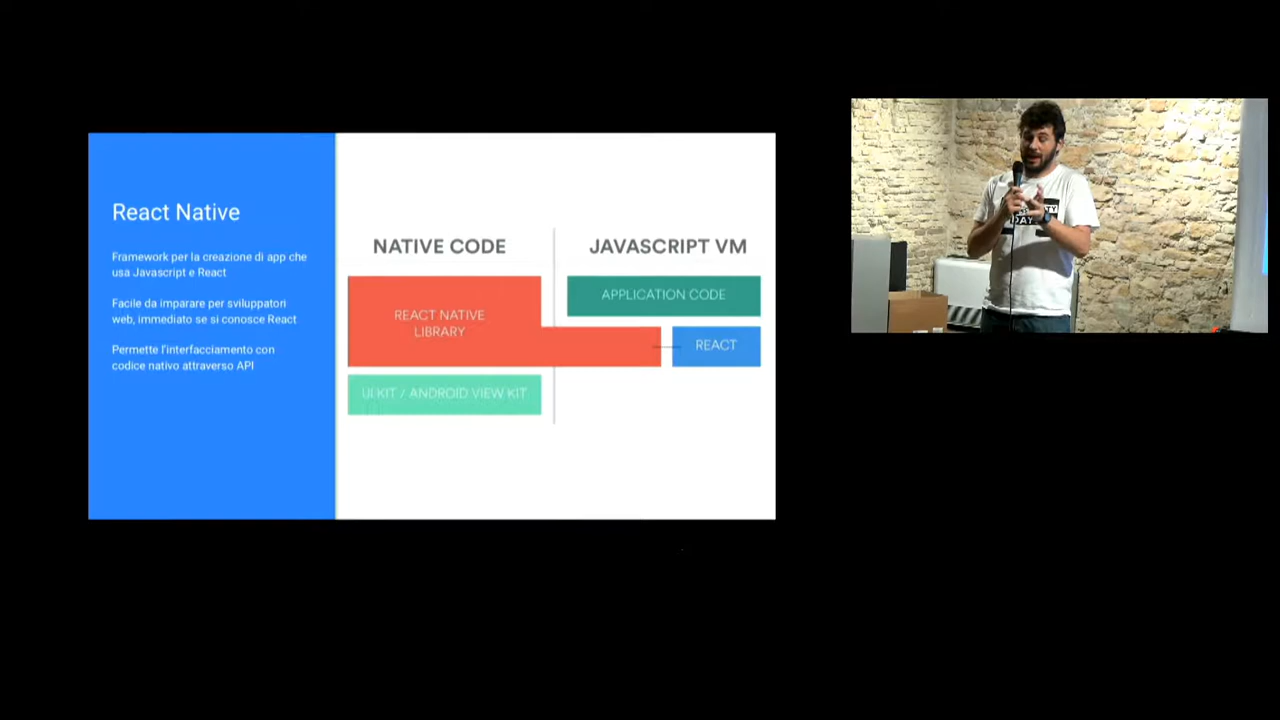 React Native
Framework per la creazione di app che
usa Javascript e React
Facile da imparare per sviluppatori
web, immediato se si conosce React
Permette l'interfacciamento con
codice nativo attraverso API
NATIVE CODE
JAVASCRIPT VM
REACT NATIVE
LIBRARY
APPLICATION CODE
REACT
UI KIT / ANDROID VIEW KIT
DAY